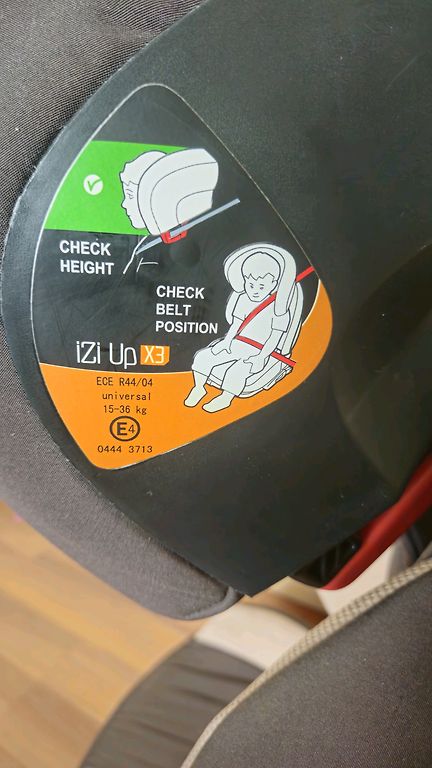 CHECK
HEIGHT
CHECK
BELT
POSITION
iZi Up X3
ECE R44/04
universal
15-36 kg
E4
0444 3713